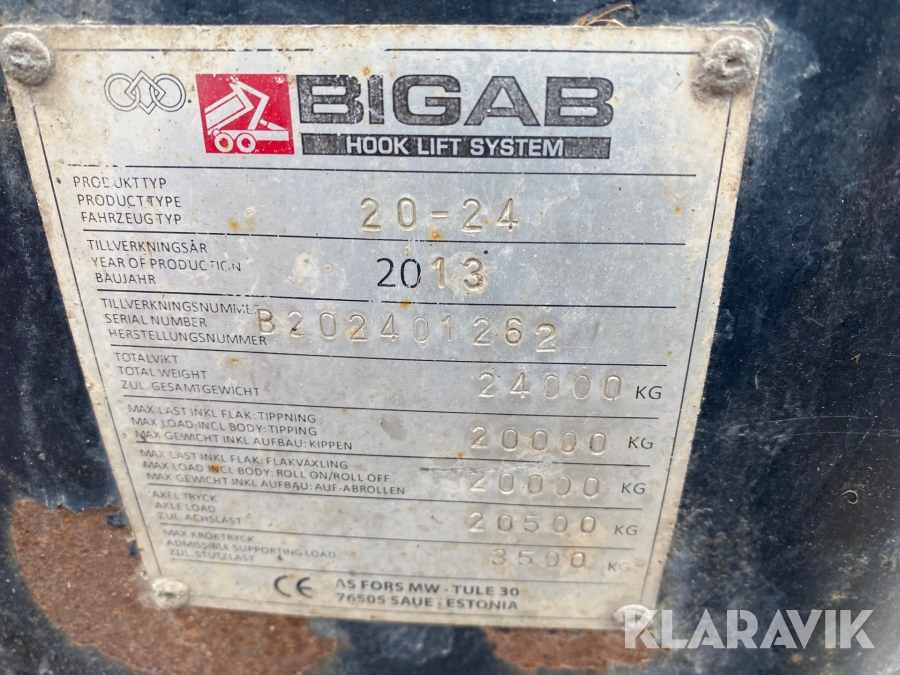 BIGAB
HOOK LIFT SYSTEM
PRODUKTTYP
PRODUCT TYPE
FAHRZEUGTYP
20-24
TILLVERKNINGSÅR
YEAR OF PRODUCTION
BAUJAHR
2013
TILLVERKNINGSNUMMER
SERIAL NUMBER
HERSTELLUNGSNUMMER
B202401262
TOTALVIKT
TOTAL WEIGHT
ZUL. GESAMTGEWICHT
24000 KG
MAX LAST INKL FLAK: TIPPNING
MAX LOAD: INCL BODY: TIPPING
MAX GEWICHT INKL AUFBAU: KIPPEN
20000 KG
MAX LAST INKL FLAK: FLAKVÄXLING
MAX LOAD INCL BODY: ROLL ON/ROLL OFF
MAX GEWICHT INKL AUFBAU: AUF-ABROLLEN
20000 KG
AXEL TRYCK
AXLE LOAD
ZUL. ACHSLAST
20500 KG
MAX KROKTRYCK
ADMISSIBLE SUPPORTING LOAD
ZUL. STUTZLAST
3500 KG
CE
AS FORS MW - TULE 30
76505 SAUE - ESTONIA
KLARAVIK